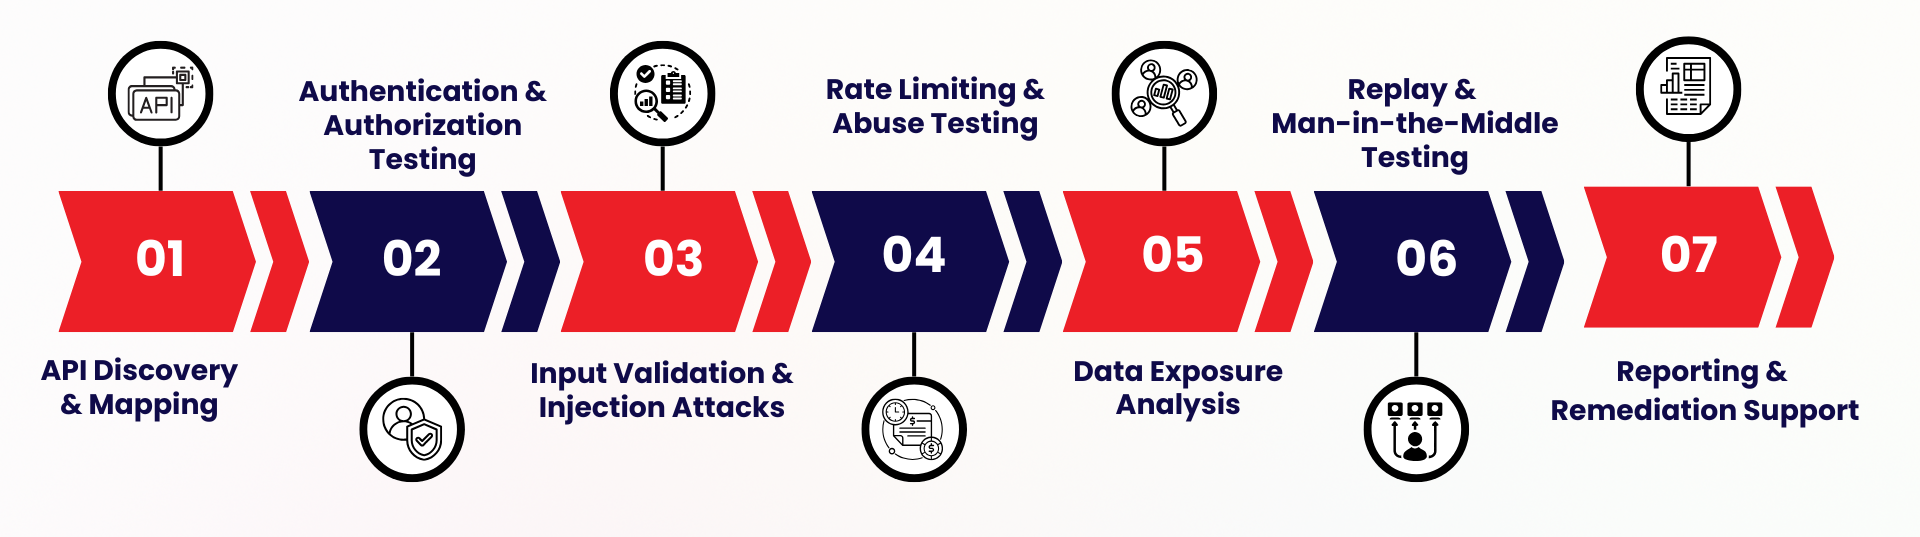 API
01
API Discovery
& Mapping
Authentication &
Authorization
Testing
02
03
Input Validation &
Injection Attacks
Rate Limiting &
Abuse Testing
04
$
$
05
Data Exposure
Analysis
Replay &
Man-in-the-Middle
Testing
06
07
Reporting &
Remediation Support